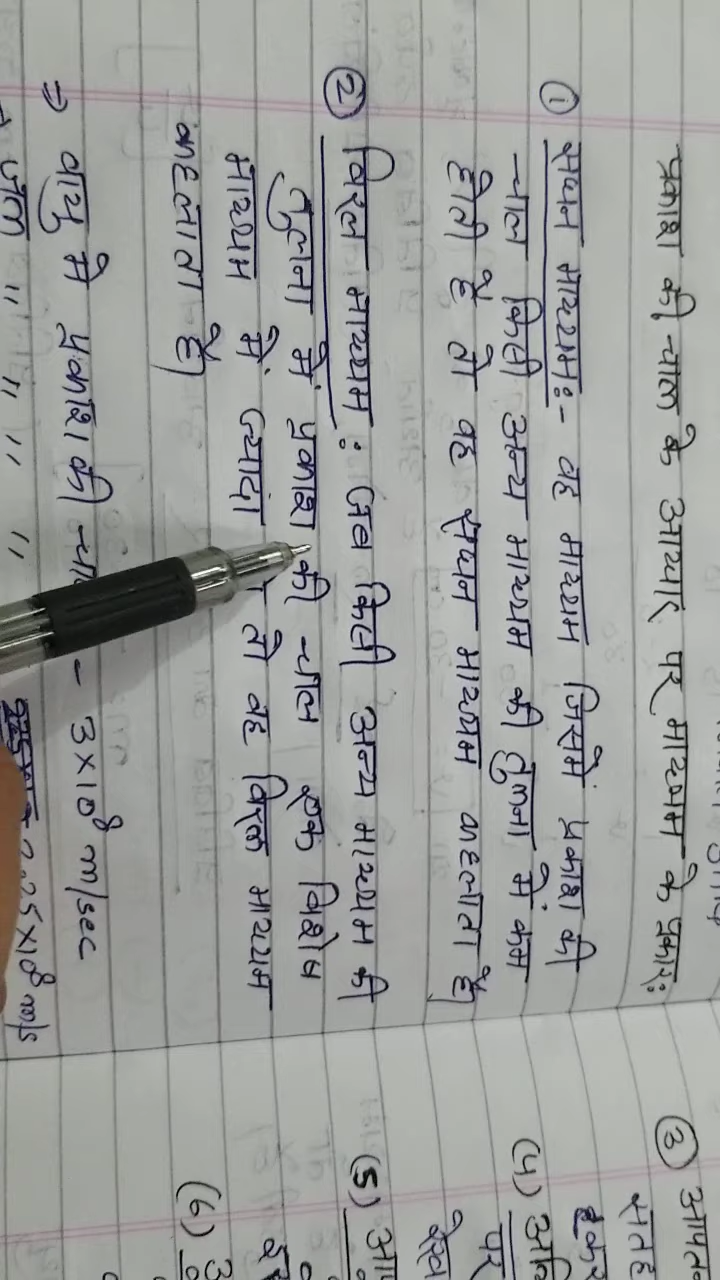 प्रकाश की चाल के आधार पर माध्यम के प्रकार:
① सघन माध्यम:- वह माध्यम जिसमें प्रकाश की
चाल किसी अन्य माध्यम की तुलना में कम
होती है तो वह सघन माध्यम कहलाता है|
② विरल माध्यम : जब किसी अन्य माध्यम की
तुलना में प्रकाश की चाल एक विशेष
माध्यम में ज्यादा तो वह विरल माध्यम
कहलाता है|
⇒ वायु मे प्रकाश की - 3×10⁸ m/sec
→ जल " " " " 2.25×10⁸ m/s
③
(4)
पर
(5)
(6)